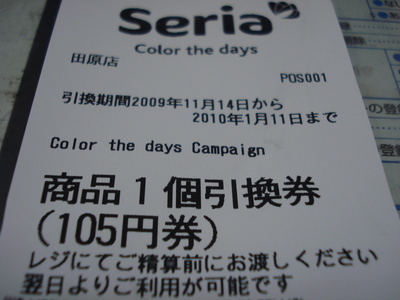 Seria
Color the days
田原店
POS001
引換期間2009年11月14日から
2010年1月11日まで
Color the days Campaign
商品1個引換券
(105円券)
レジにてご精算前にお渡しください
翌日よりご利用が可能です